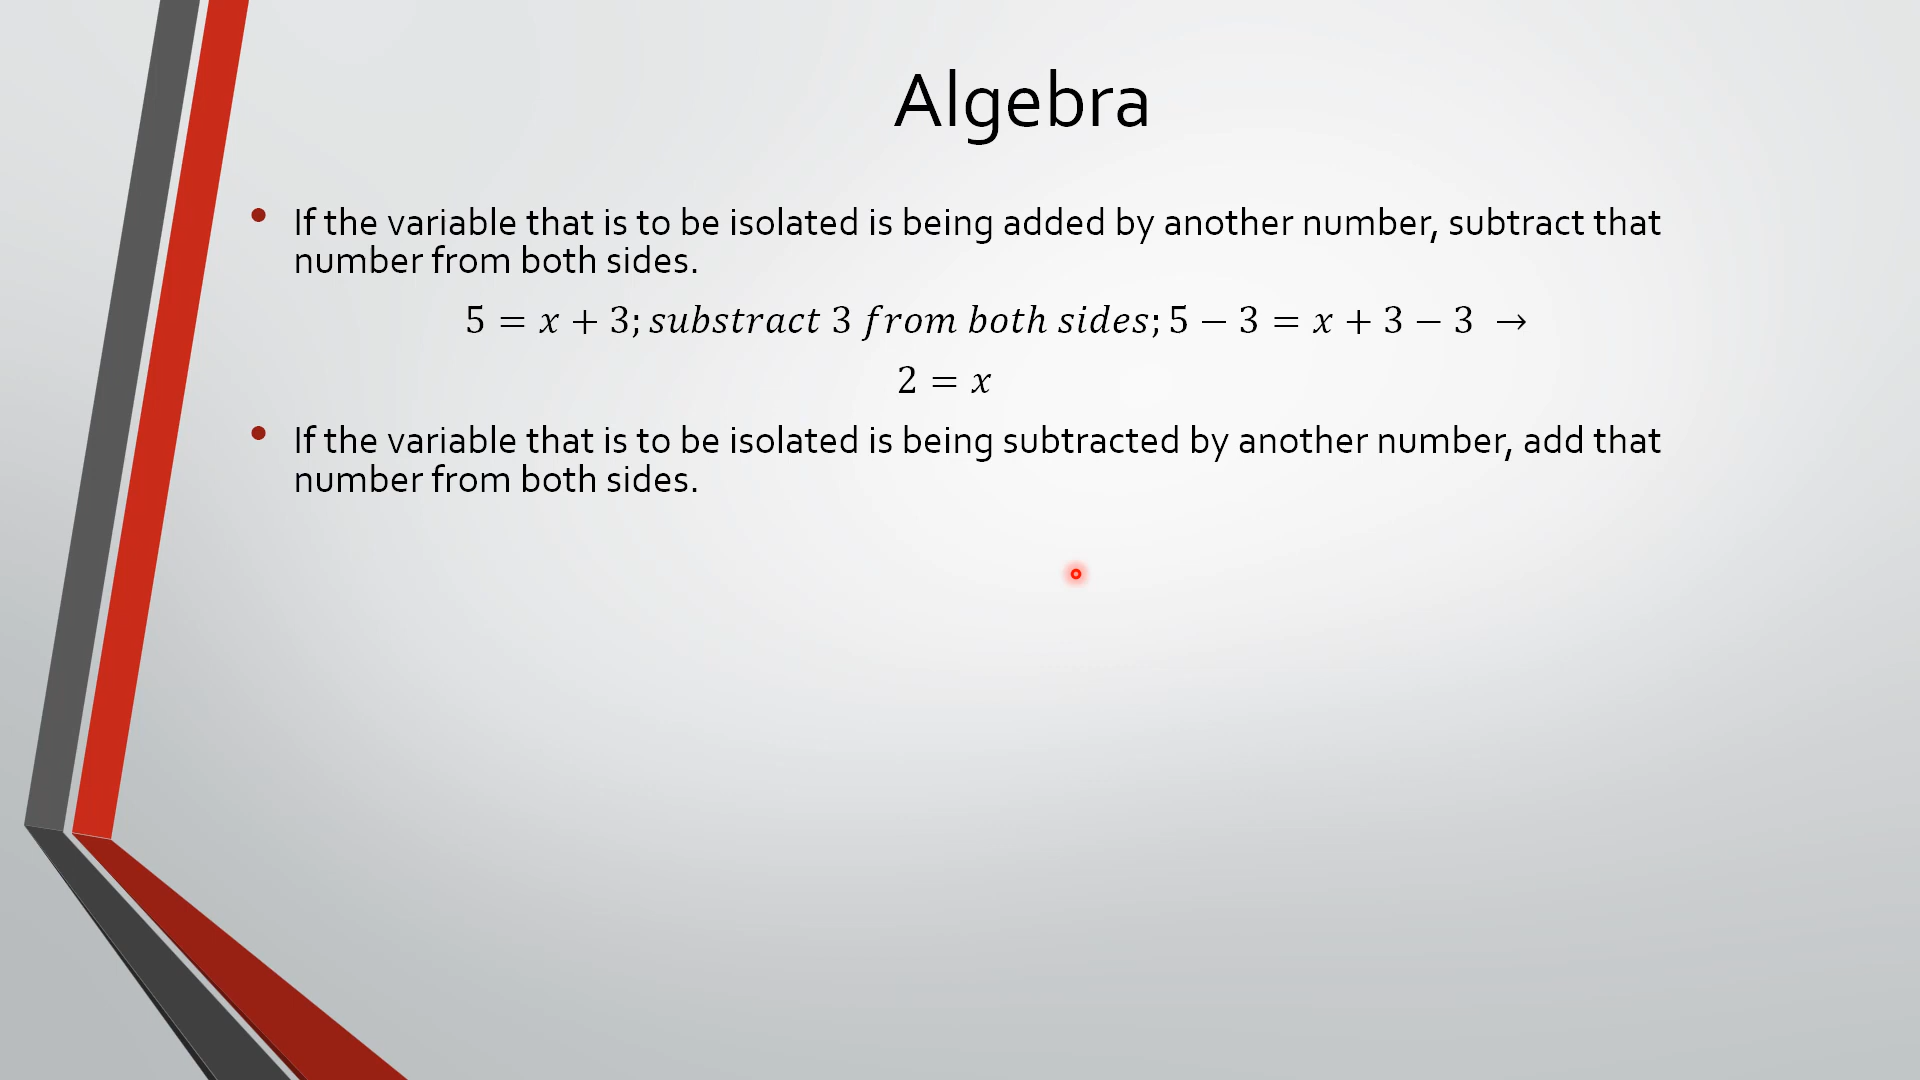 Algebra
• If the variable that is to be isolated is being added by another number, subtract that
number from both sides.
5 = x + 3; substract 3 from both sides; 5 − 3 = x + 3 − 3 →
2 = x
• If the variable that is to be isolated is being subtracted by another number, add that
number from both sides.